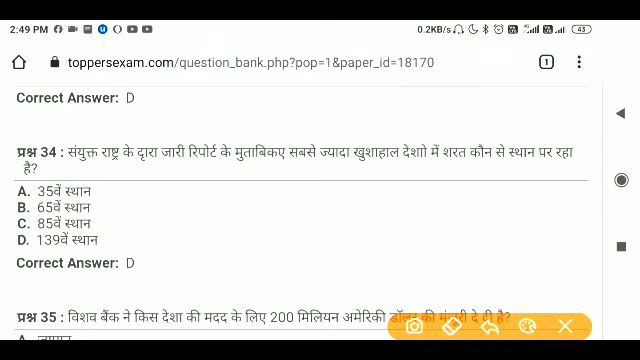 2:49 PM 0.2KB/s 43
toppersexam.com/question_bank.php?pop=1&paper_id=18170 1
Correct Answer: D
प्रश्न 34 : संयुक्त राष्ट्र के द्वारा जारी रिपोर्ट के मुताबिकए सबसे ज्यादा खुशाहाल देशाो में शरत कौन से स्थान पर रहा
है?
A. 35वें स्थान
B. 65वें स्थान
C. 85वें स्थान
D. 139वें स्थान
Correct Answer: D
प्रश्न 35 : विशव बैंक ने किस देशा की मदद के लिए 200 मिलियन अमेरिकी डॉलर की मंजूरी दे दी है?
A. जापान